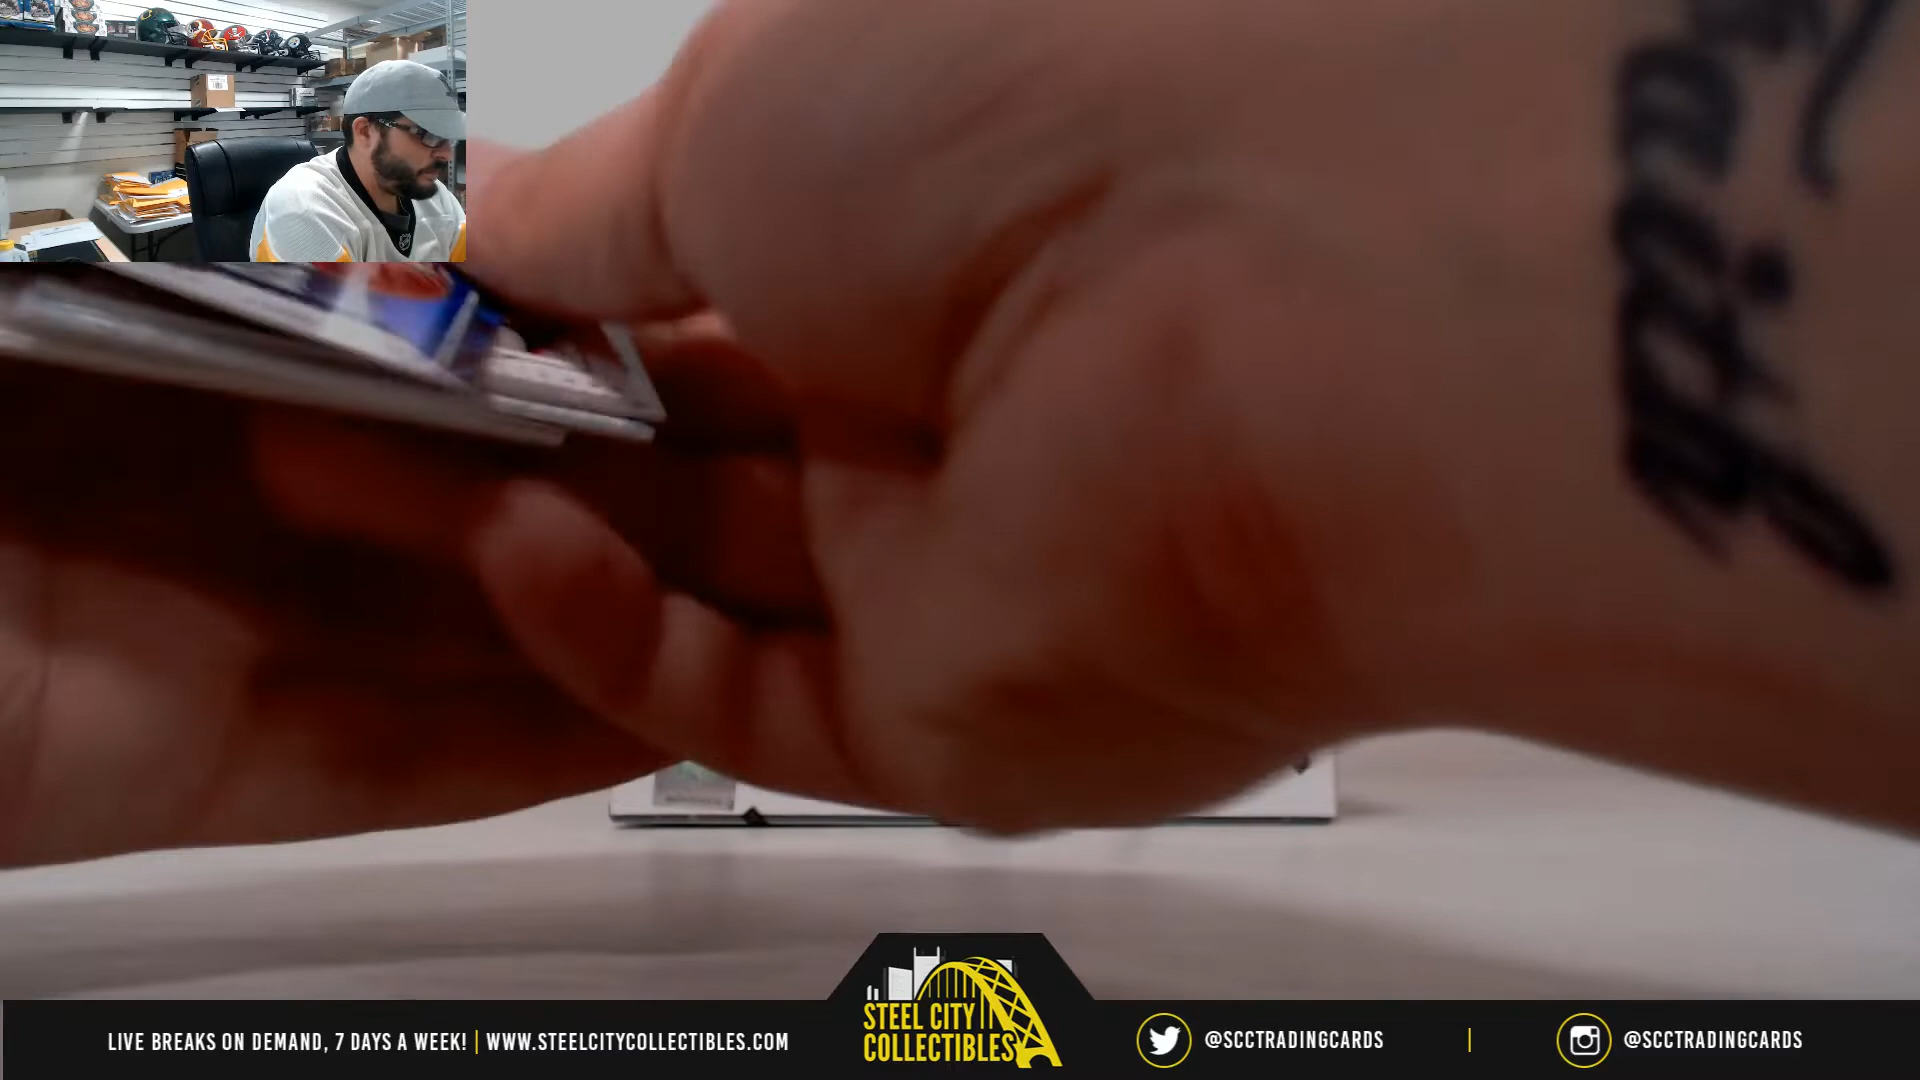 LIVE BREAKS ON DEMAND, 7 DAYS A WEEK! | WWW.STEELCITYCOLLECTIBLES.COM
STEEL CITY
COLLECTIBLES
@SCCTRADINGCARDS | @SCCTRADINGCARDS